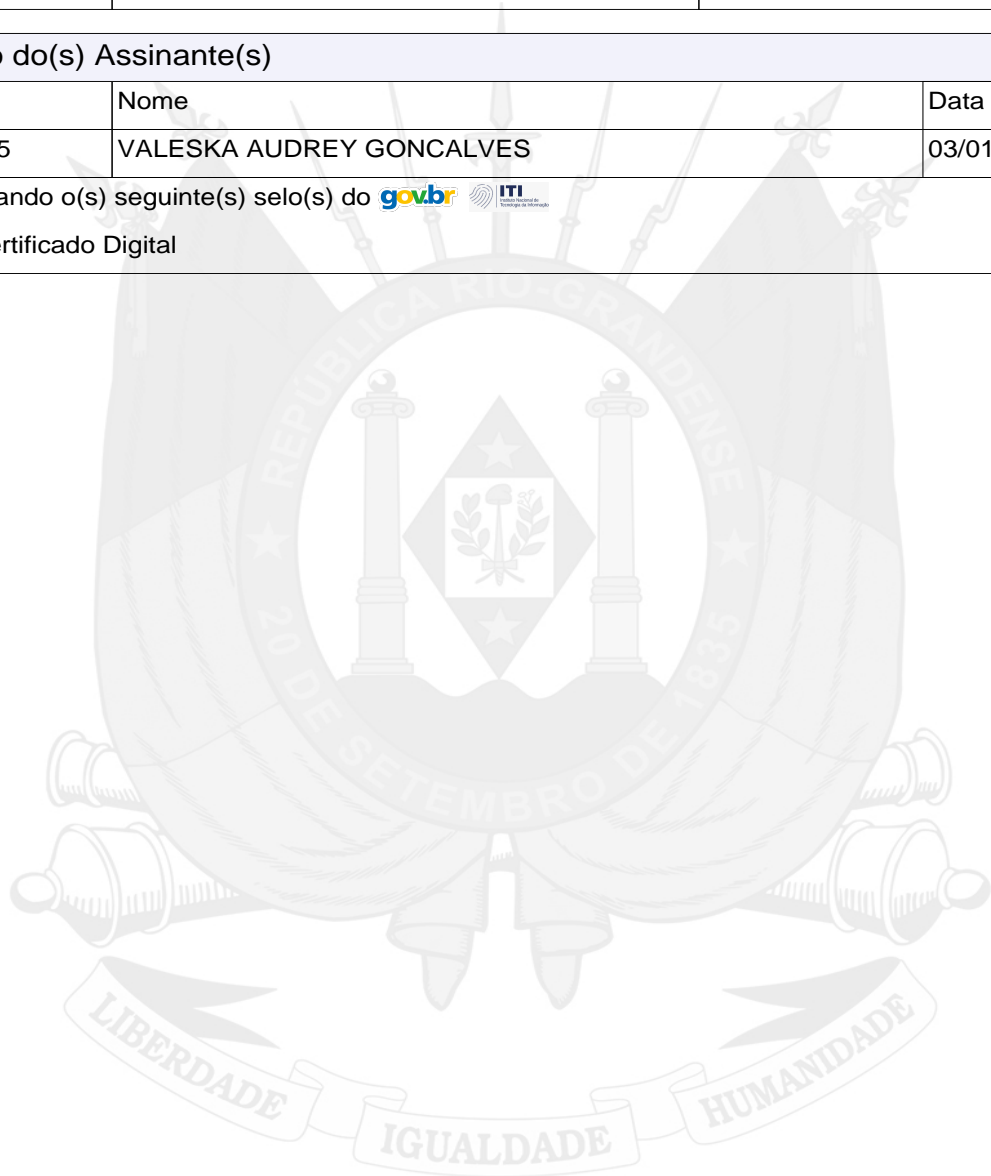 o do(s) Assinante(s)
Nome Data
5 VALESKA AUDREY GONCALVES 03/01
ando o(s) seguinte(s) selo(s) do gov.br ITI
ertificado Digital
REPÚBLICA RIO-GRANDENSE
20 DE SETEMBRO DE 1835
LIBERDADE IGUALDADE HUMANIDADE